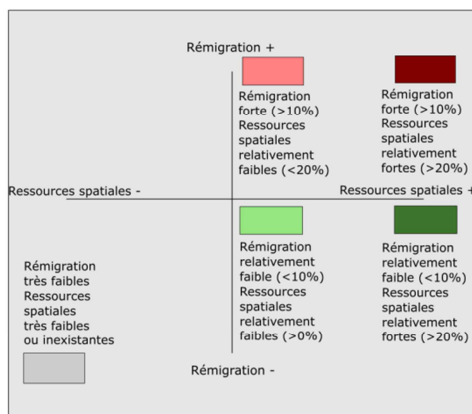 Rémigration +
Rémigration
forte (>10%)
Ressources
spatiales
relativement
faibles (<20%)
Rémigration
forte (>10%)
Ressources
spatiales
relativement
fortes (>20%)
Ressources spatiales -
Ressources spatiales +
Rémigration
relativement
faible (<10%)
Ressources
spatiales
relativement
faibles (>0%)
Rémigration
relativement
faible (<10%)
Ressources
spatiales
relativement
fortes (>20%)
Rémigration
très faibles
Ressources
spatiales
très faibles
ou inexistantes
Rémigration -